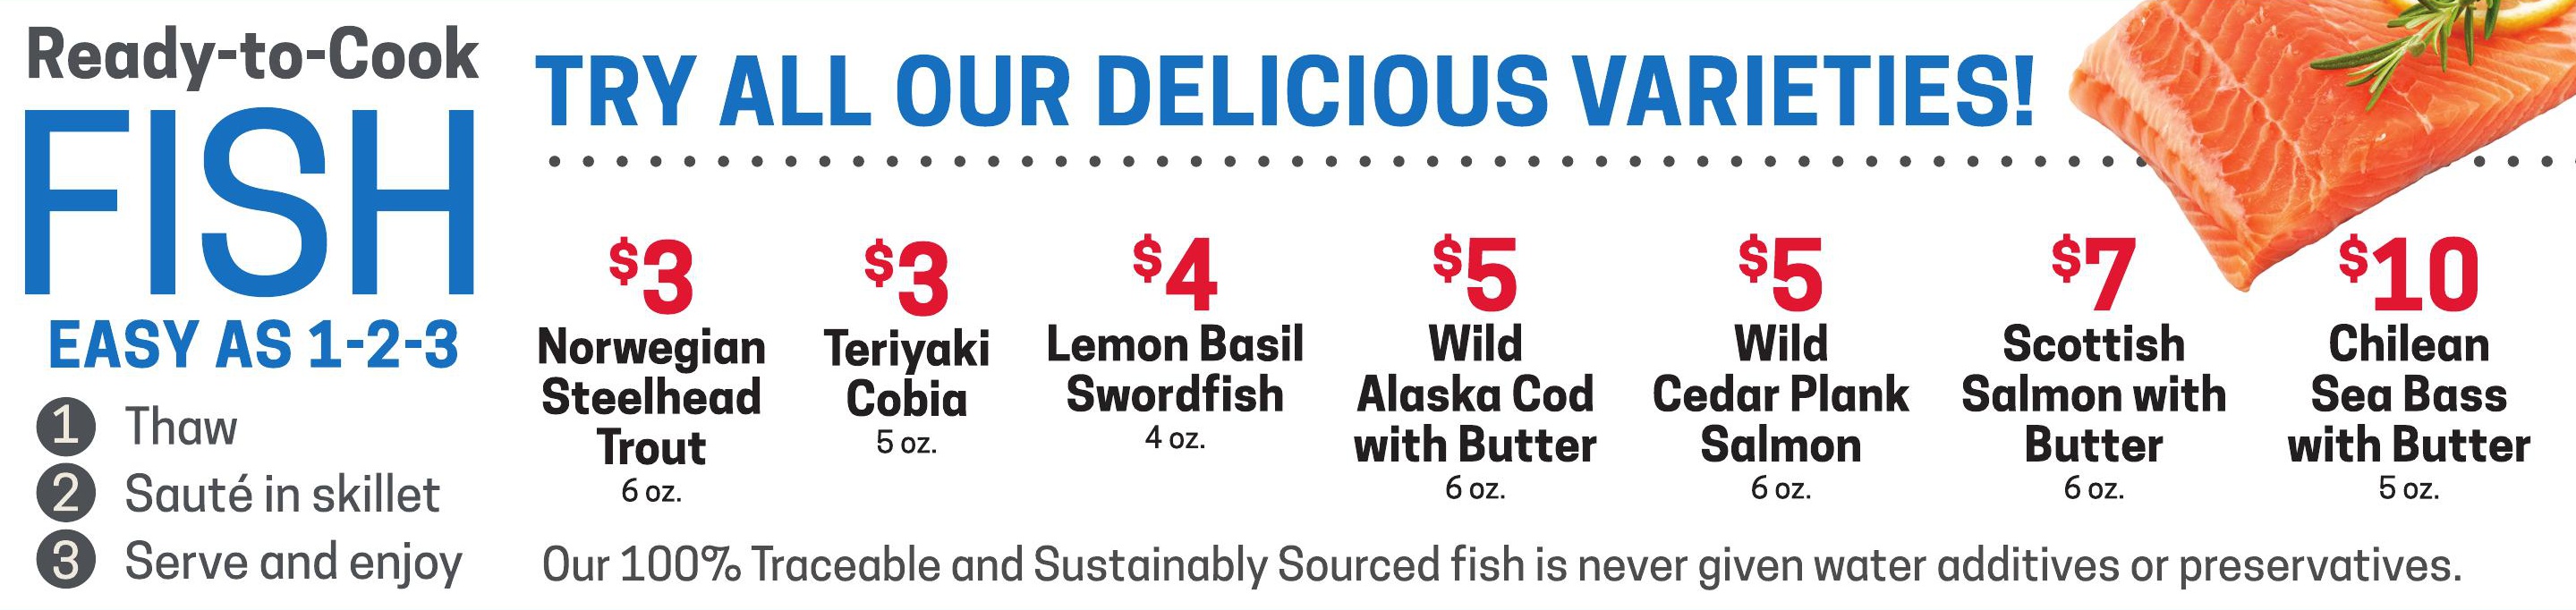 Ready-to-Cook
FISH
EASY AS 1-2-3
1 Thaw
2 Sauté in skillet
3 Serve and enjoy
TRY ALL OUR DELICIOUS VARIETIES!
$3
Norwegian
Steelhead
Trout
6 oz.
$3
Teriyaki
Cobia
5 oz.
$4
Lemon Basil
Swordfish
4 oz.
$5
Wild
Alaska Cod
with Butter
6 oz.
$5
Wild
Cedar Plank
Salmon
6 oz.
$7
Scottish
Salmon with
Butter
6 oz.
$10
Chilean
Sea Bass
with Butter
5 oz.
Our 100% Traceable and Sustainably Sourced fish is never given water additives or preservatives.